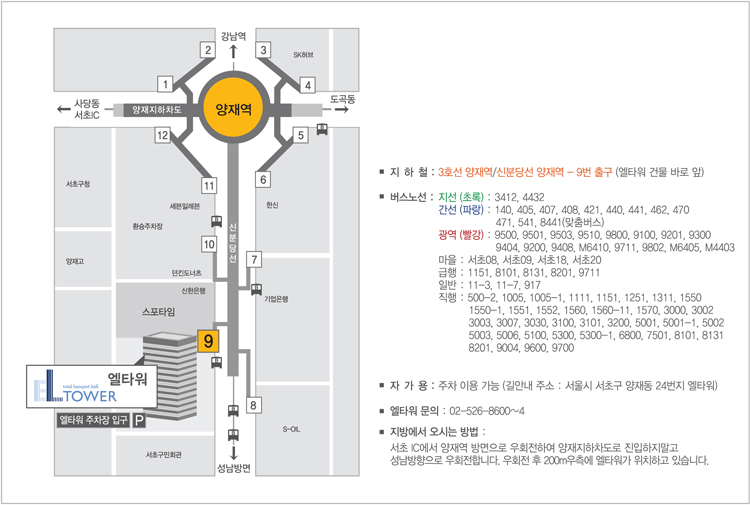 2
강남역
3
SK허브
1
4
사당동
서초IC
양재지하차도
양재역
도곡동
12
5
서초구청
11
6
세븐일레븐
한신
환승주차장
신분당선
10
7
양재고
던킨도너츠
신한은행
기업은행
스포타임
9
엘타워
total banquet hall
EL TOWER
8
엘타워 주차장 입구 P
S-OIL
서초구민회관
성남방면
■ 지 하 철 : 3호선 양재역/신분당선 양재역 - 9번 출구 (엘타워 건물 바로 앞)
■ 버스노선 : 지선 (초록) : 3412, 4432
간선 (파랑) : 140, 405, 407, 408, 421, 440, 441, 462, 470
471, 541, 8441(맞춤버스)
광역 (빨강) : 9500, 9501, 9503, 9510, 9800, 9100, 9201, 9300
9404, 9200, 9408, M6410, 9711, 9802, M6405, M4403
마을 : 서초08, 서초09, 서초18, 서초20
급행 : 1151, 8101, 8131, 8201, 9711
일반 : 11-3, 11-7, 917
직행 : 500-2, 1005, 1005-1, 1111, 1151, 1251, 1311, 1550
1550-1, 1551, 1552, 1560, 1560-11, 1570, 3000, 3002
3003, 3007, 3030, 3100, 3101, 3200, 5001, 5001-1, 5002
5003, 5006, 5100, 5300, 5300-1, 6800, 7501, 8101, 8131
8201, 9004, 9600, 9700
■ 자 가 용 : 주차 이용 가능 (길안내 주소 : 서울시 서초구 양재동 24번지 엘타워)
■ 엘타워 문의 : 02-526-8600~4
■ 지방에서 오시는 방법 :
서초 IC에서 양재역 방면으로 우회전하여 양재지하차도로 진입하지말고
성남방향으로 우회전합니다. 우회전 후 200m우측에 엘타워가 위치하고 있습니다.